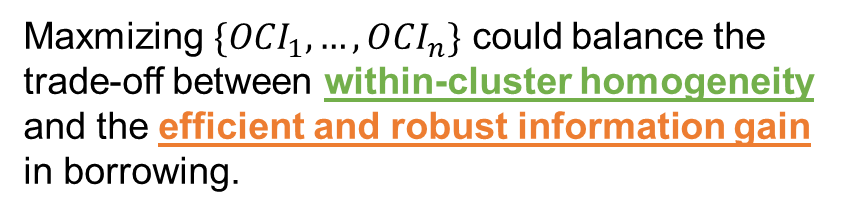 Maxmizing {OCI₁, ..., OCIₙ} could balance the
trade-off between within-cluster homogeneity
and the efficient and robust information gain
in borrowing.